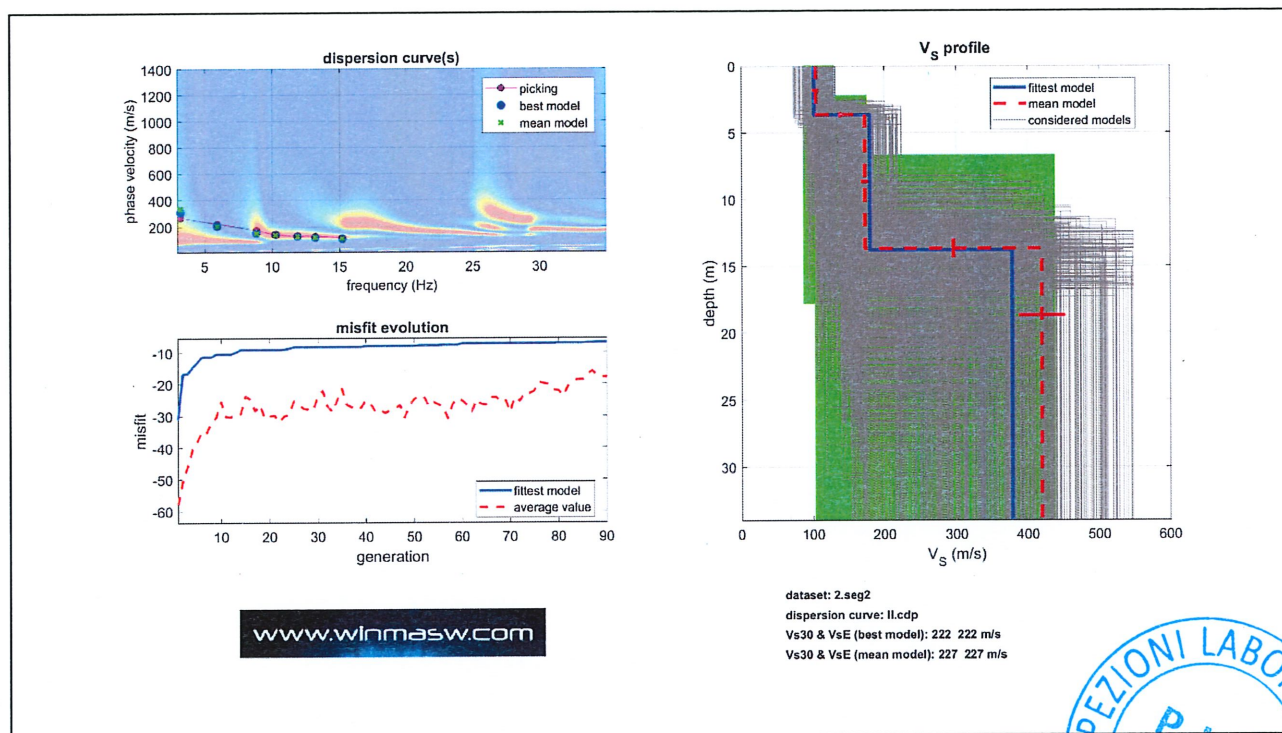 dispersion curve(s)
1400
1200
1000
800
600
400
200
phase velocity (m/s)
picking
best model
mean model
5 10 15 20 25 30
frequency (Hz)
misfit evolution
-10
-20
-30
-40
-50
-60
misfit
fittest model
average value
10 20 30 40 50 60 70 80 90
generation
www.winmasw.com
VS profile
0
5
10
15
20
25
30
depth (m)
fittest model
mean model
considered models
0 100 200 300 400 500 600
VS (m/s)
dataset: 2.seg2
dispersion curve: II.cdp
Vs30 & VsE (best model): 222 222 m/s
Vs30 & VsE (mean model): 227 227 m/s